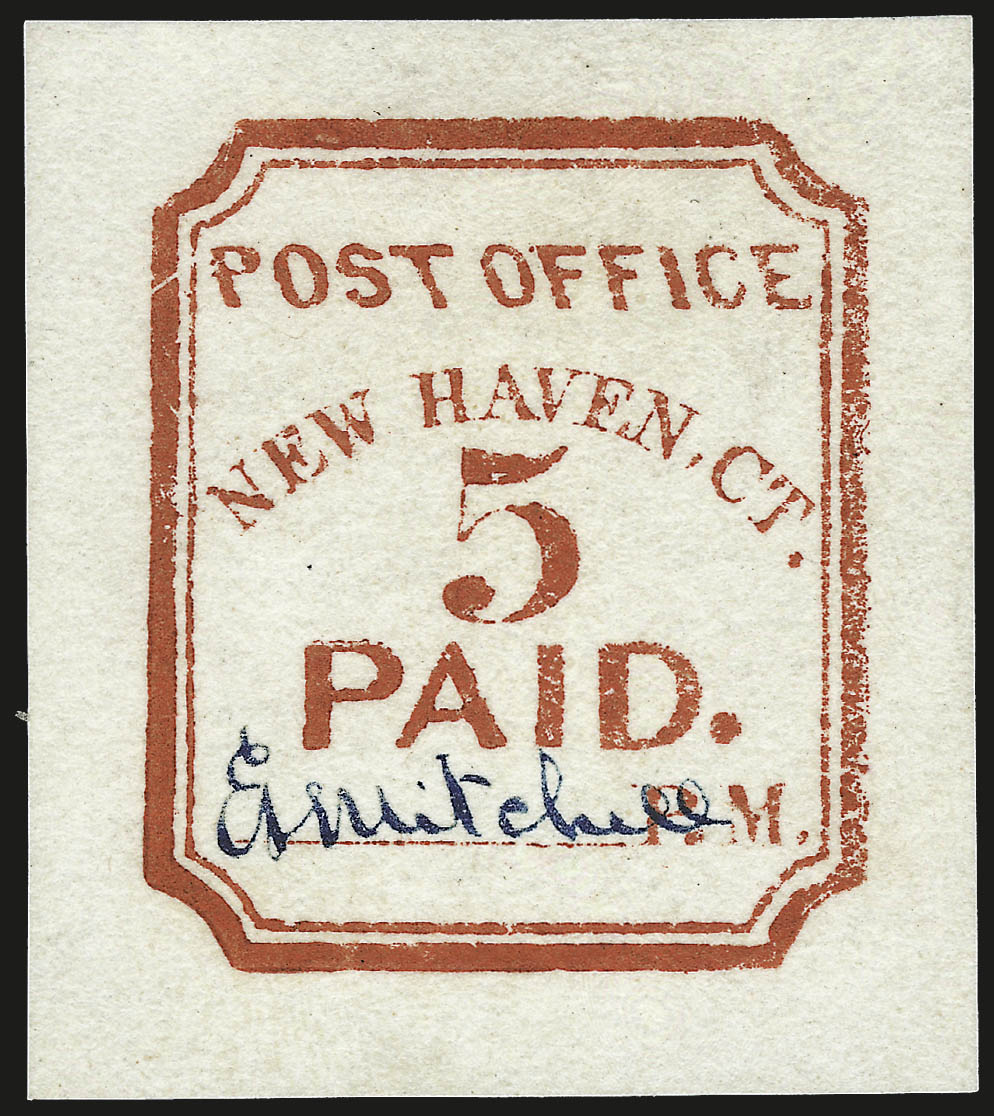 POST OFFICE
NEW HAVEN, CT.
5
PAID.
E A Mitchell P. M.